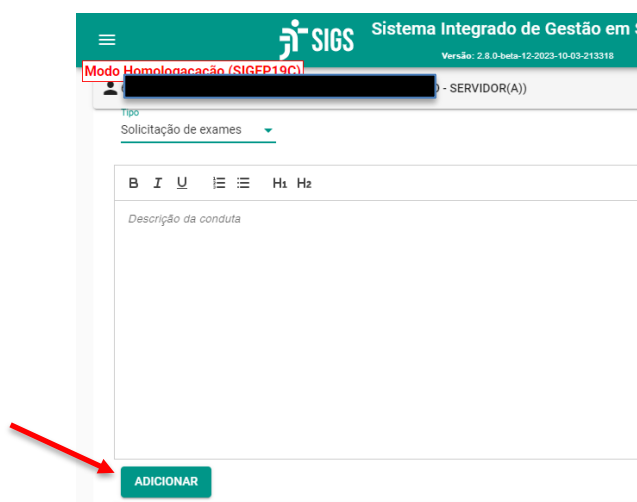 SIGS
Sistema Integrado de Gestão em
Versão: 2.8.0-beta-12-2023-10-03-213318
Modo Homologacação (SIGEP19C)
- SERVIDOR(A))
Tipo
Solicitação de exames
B I U H1 H2
Descrição da conduta
ADICIONAR